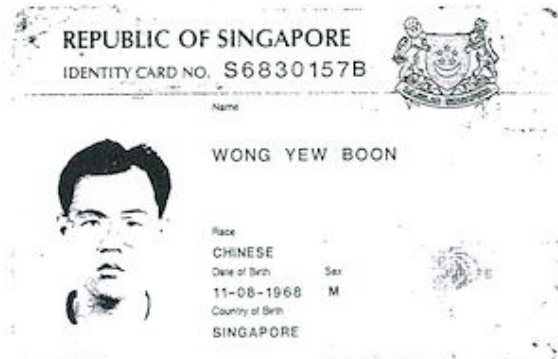 REPUBLIC OF SINGAPORE
IDENTITY CARD NO. S6830157B
Name
WONG YEW BOON
Race
CHINESE
Date of Birth Sex
11-08-1968 M
Country of Birth
SINGAPORE